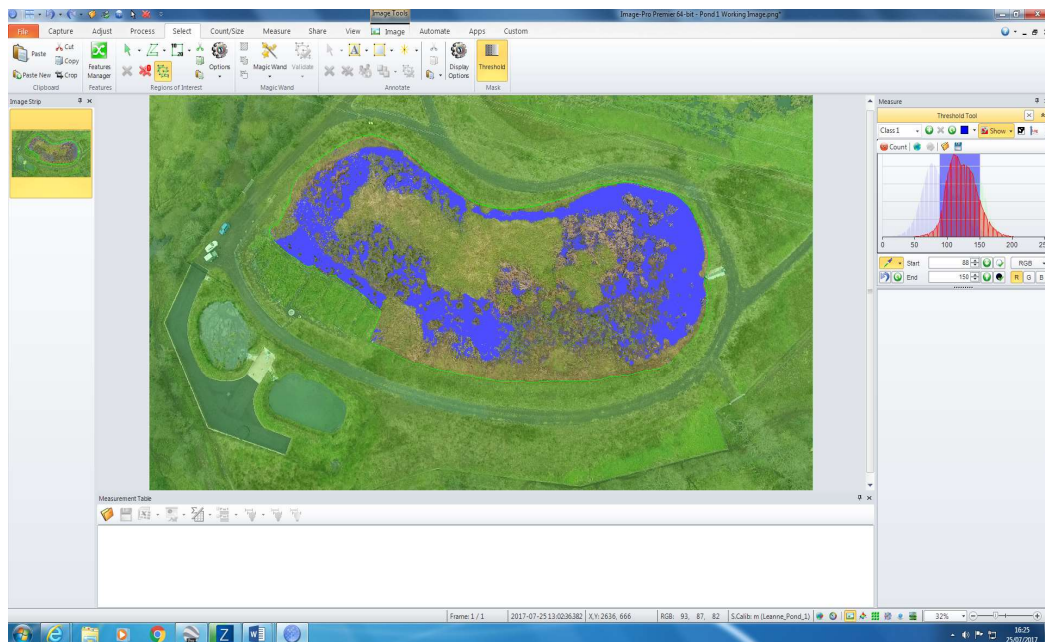 Image Tools
Image-Pro Premier 64-bit - Pond 1 Working Image.png*
File Capture Adjust Process Select Count/Size Measure Share View Image Automate Apps Custom
Paste
Cut
Copy
Paste New
Crop
Clipboard
Features Manager
Features
Options
Regions of Interest
Magic Wand
Validate
Magic Wand
Annotate
Display Options
Threshold
Mask
Image Strip
Measure
Threshold Tool
Class 1
Show
Count
0 50 100 150 200
Start 88 RGB
End 150 R G B
Measurement Table
Frame: 1 / 1
2017-07-25 13:02:36.382
X,Y: 2636, 666
RGB: 93, 87, 82
S.Calib: m (Leanne_Pond_1)
32%
16:25
25/07/2017